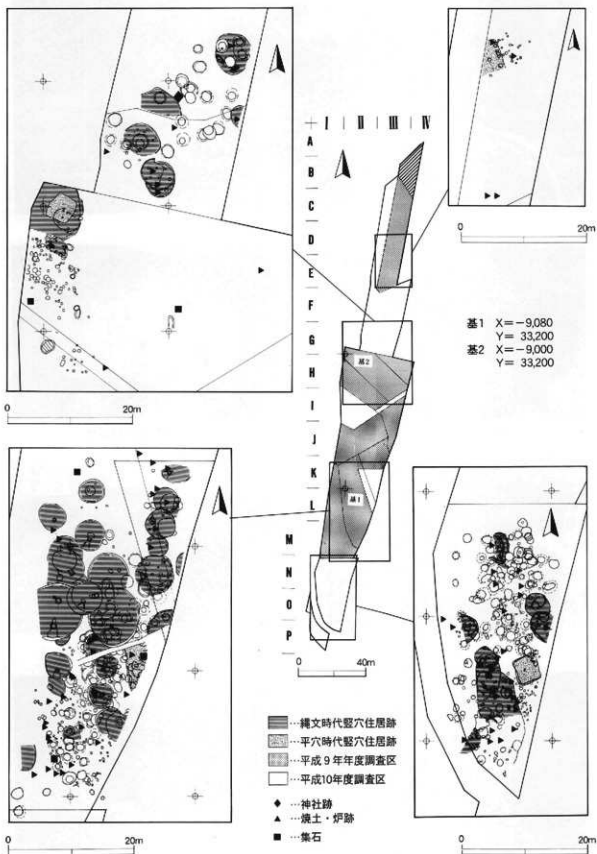 I II III IV
A
B
C
D
E
F
G
H
I
J
K
L
M
N
O
P
基2
基1
0 20m
0 20m
基1 X=−9,080
Y= 33,200
基2 X=−9,000
Y= 33,200
0 40m
…縄文時代竪穴住居跡
…平穴時代竪穴住居跡
…平成9年年度調査区
…平成10年度調査区
…神社跡
…焼土・炉跡
…集石
0 20m
0 20m